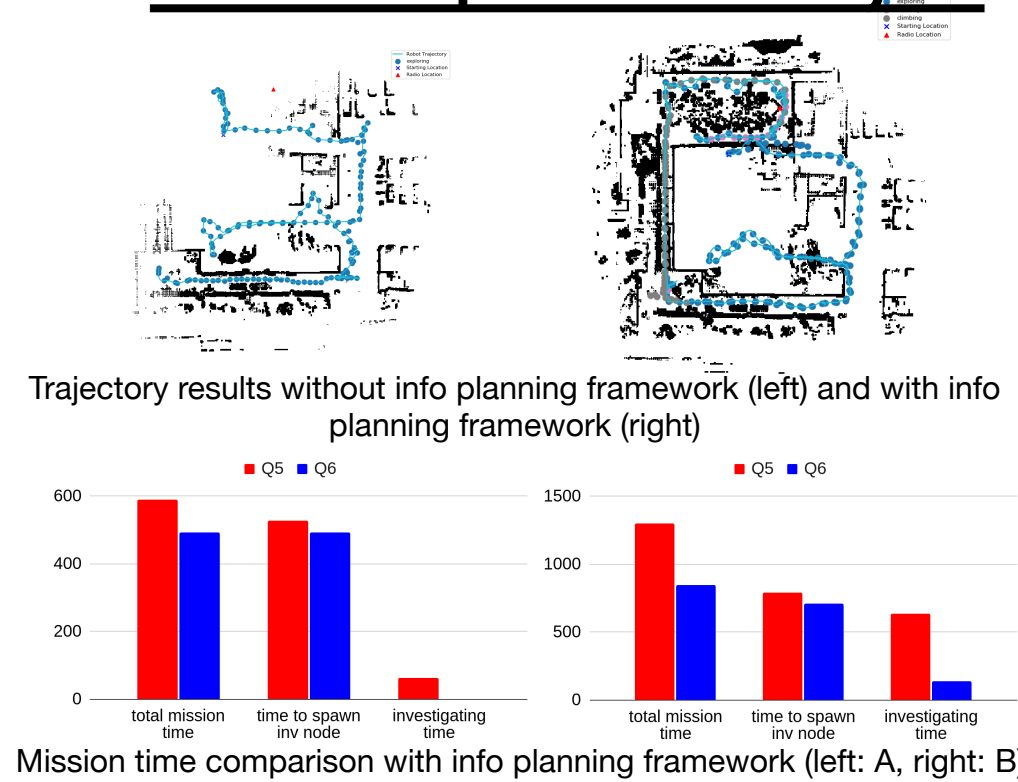 exploring
climbing
Starting Location
Radio Location
Robot Trajectory
exploring
Starting Location
Radio Location
Trajectory results without info planning framework (left) and with info
planning framework (right)
Q5 Q6
600
400
200
0
total mission
time
time to spawn
inv node
investigating
time
Q5 Q6
1500
1000
500
0
total mission
time
time to spawn
inv node
investigating
time
Mission time comparison with info planning framework (left: A, right: B)